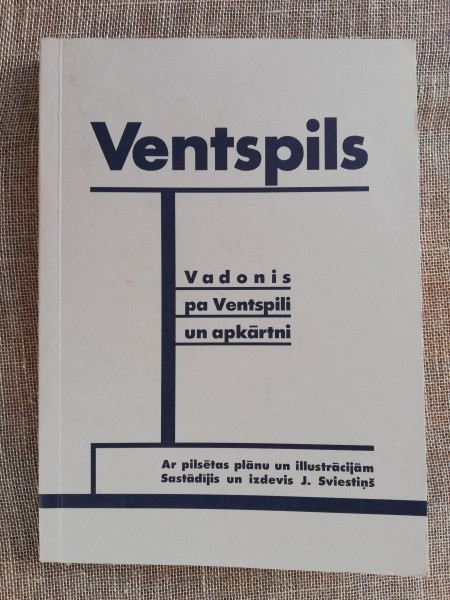 Ventspils
Vadonis
pa Ventspili
un apkārtni
Ar pilsētas plānu un illustrācijām
Sastādījis un izdevis J. Sviestiņš